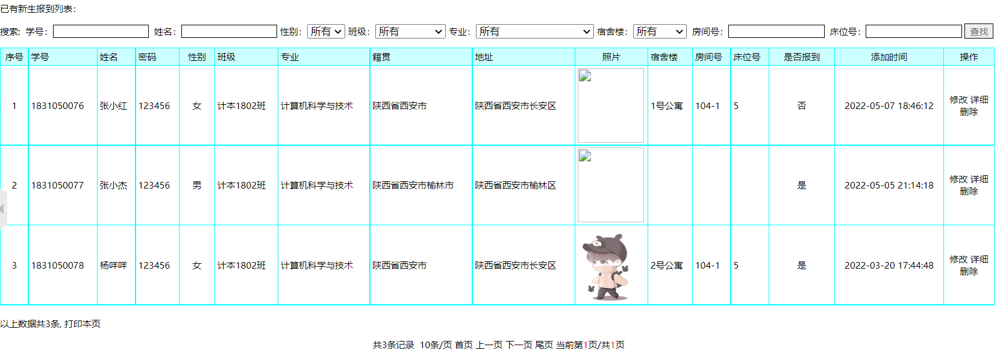 已有新生报到列表:
搜索: 学号: 姓名: 性别: 所有 班级: 所有 专业: 所有 宿舍楼: 所有 房间号: 床位号: 查找
序号 学号 姓名 密码 性别 班级 专业 籍贯 地址 照片 宿舍楼 房间号 床位号 是否报到 添加时间 操作
1 1831050076 张小红 123456 女 计本1802班 计算机科学与技术 陕西省西安市 陕西省西安市长安区 1号公寓 104-1 5 否 2022-05-07 18:46:12 修改 详细
删除
2 1831050077 张小杰 123456 男 计本1802班 计算机科学与技术 陕西省西安市榆林市 陕西省西安市榆林区 是 2022-05-05 21:14:18 修改 详细
删除
3 1831050078 杨咩咩 123456 女 计本1802班 计算机科学与技术 陕西省西安市 陕西省西安市长安区 2号公寓 104-1 5 是 2022-03-20 17:44:48 修改 详细
删除
以上数据共3条, 打印本页
共3条记录 10条/页 首页 上一页 下一页 尾页 当前第1页/共1页